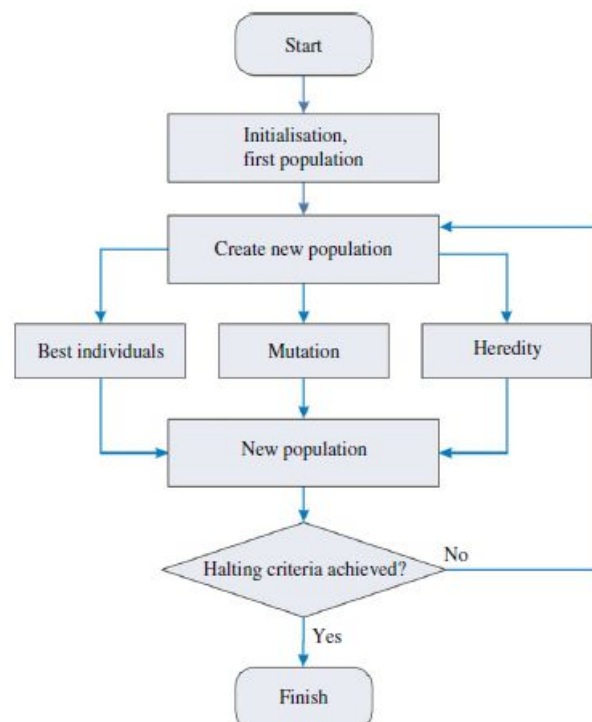 Start
Initialisation,
first population
Create new population
Best individuals
Mutation
Heredity
New population
Halting criteria achieved?
No
Yes
Finish